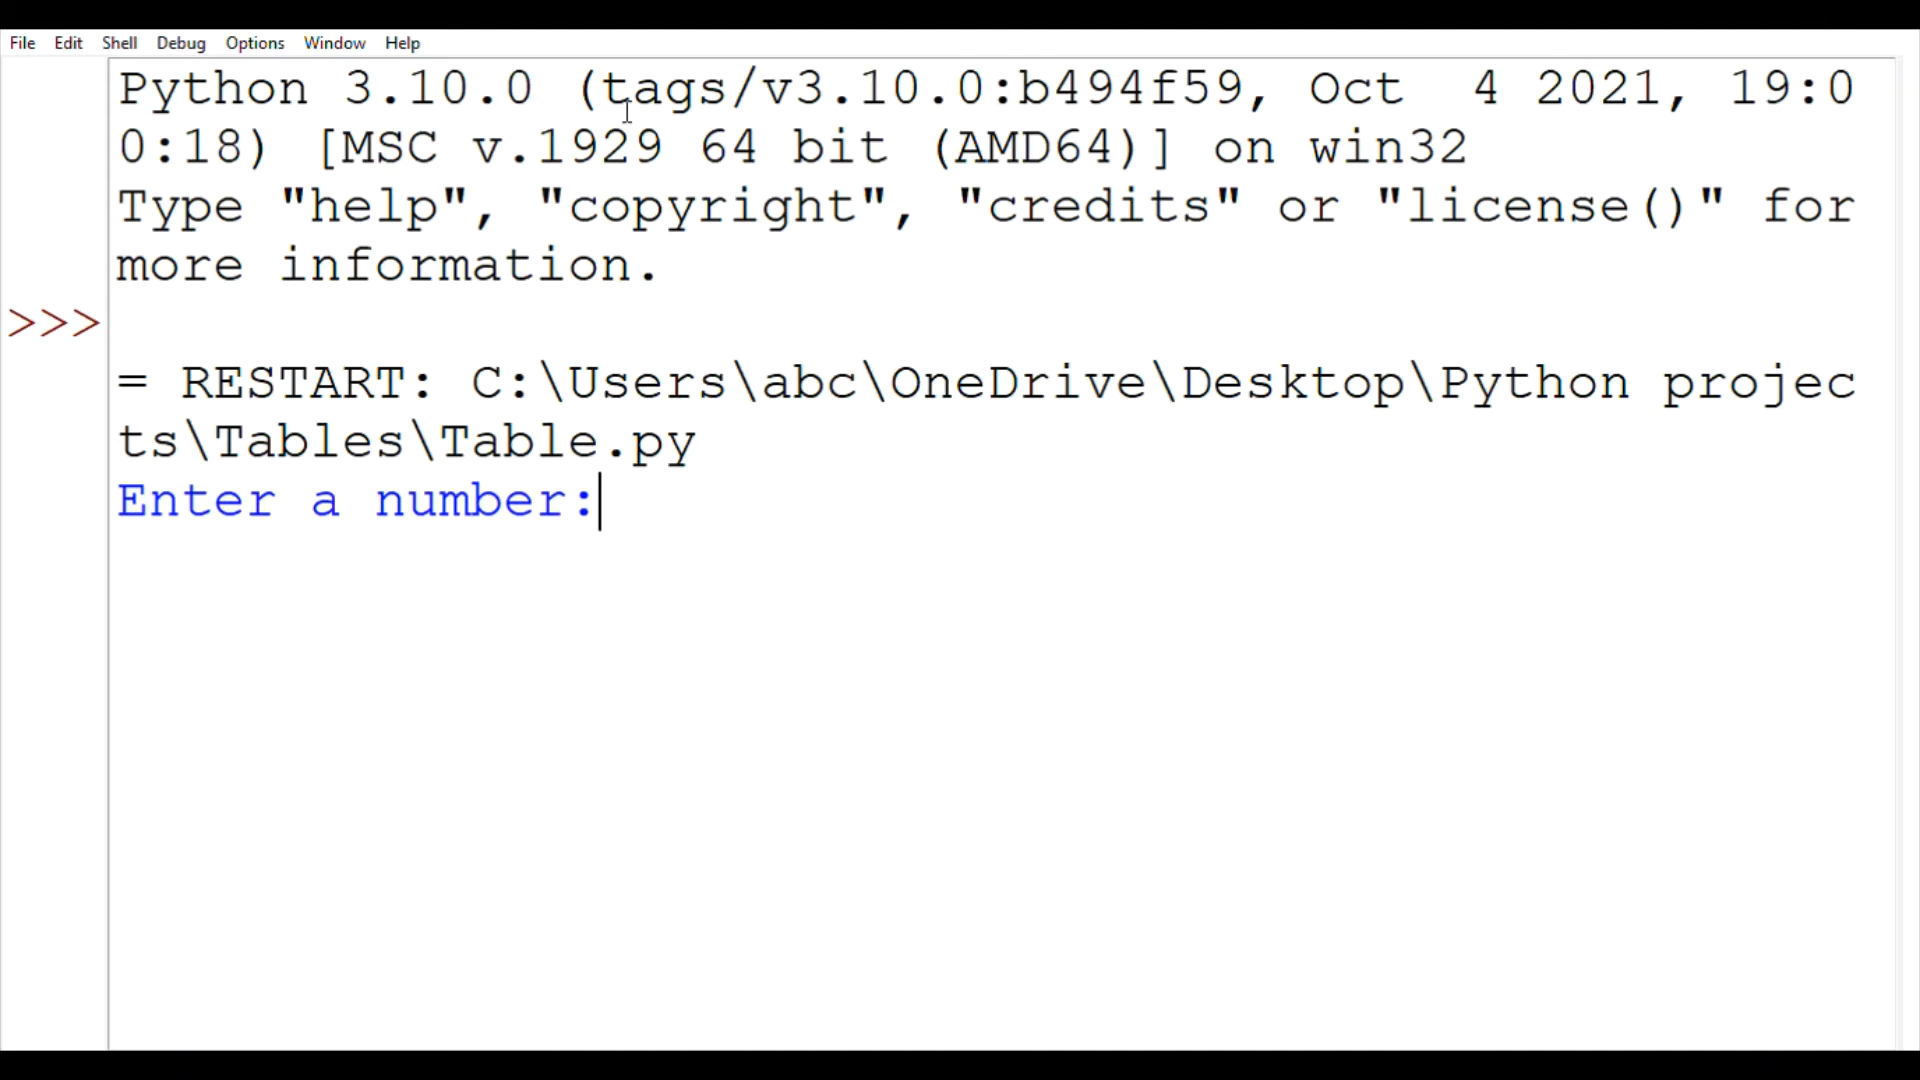 File Edit Shell Debug Options Window Help
Python 3.10.0 (tags/v3.10.0:b494f59, Oct  4 2021, 19:0
0:18) [MSC v.1929 64 bit (AMD64)] on win32
Type "help", "copyright", "credits" or "license()" for
more information.
>>>
= RESTART: C:\Users\abc\OneDrive\Desktop\Python projec
ts\Tables\Table.py
Enter a number: